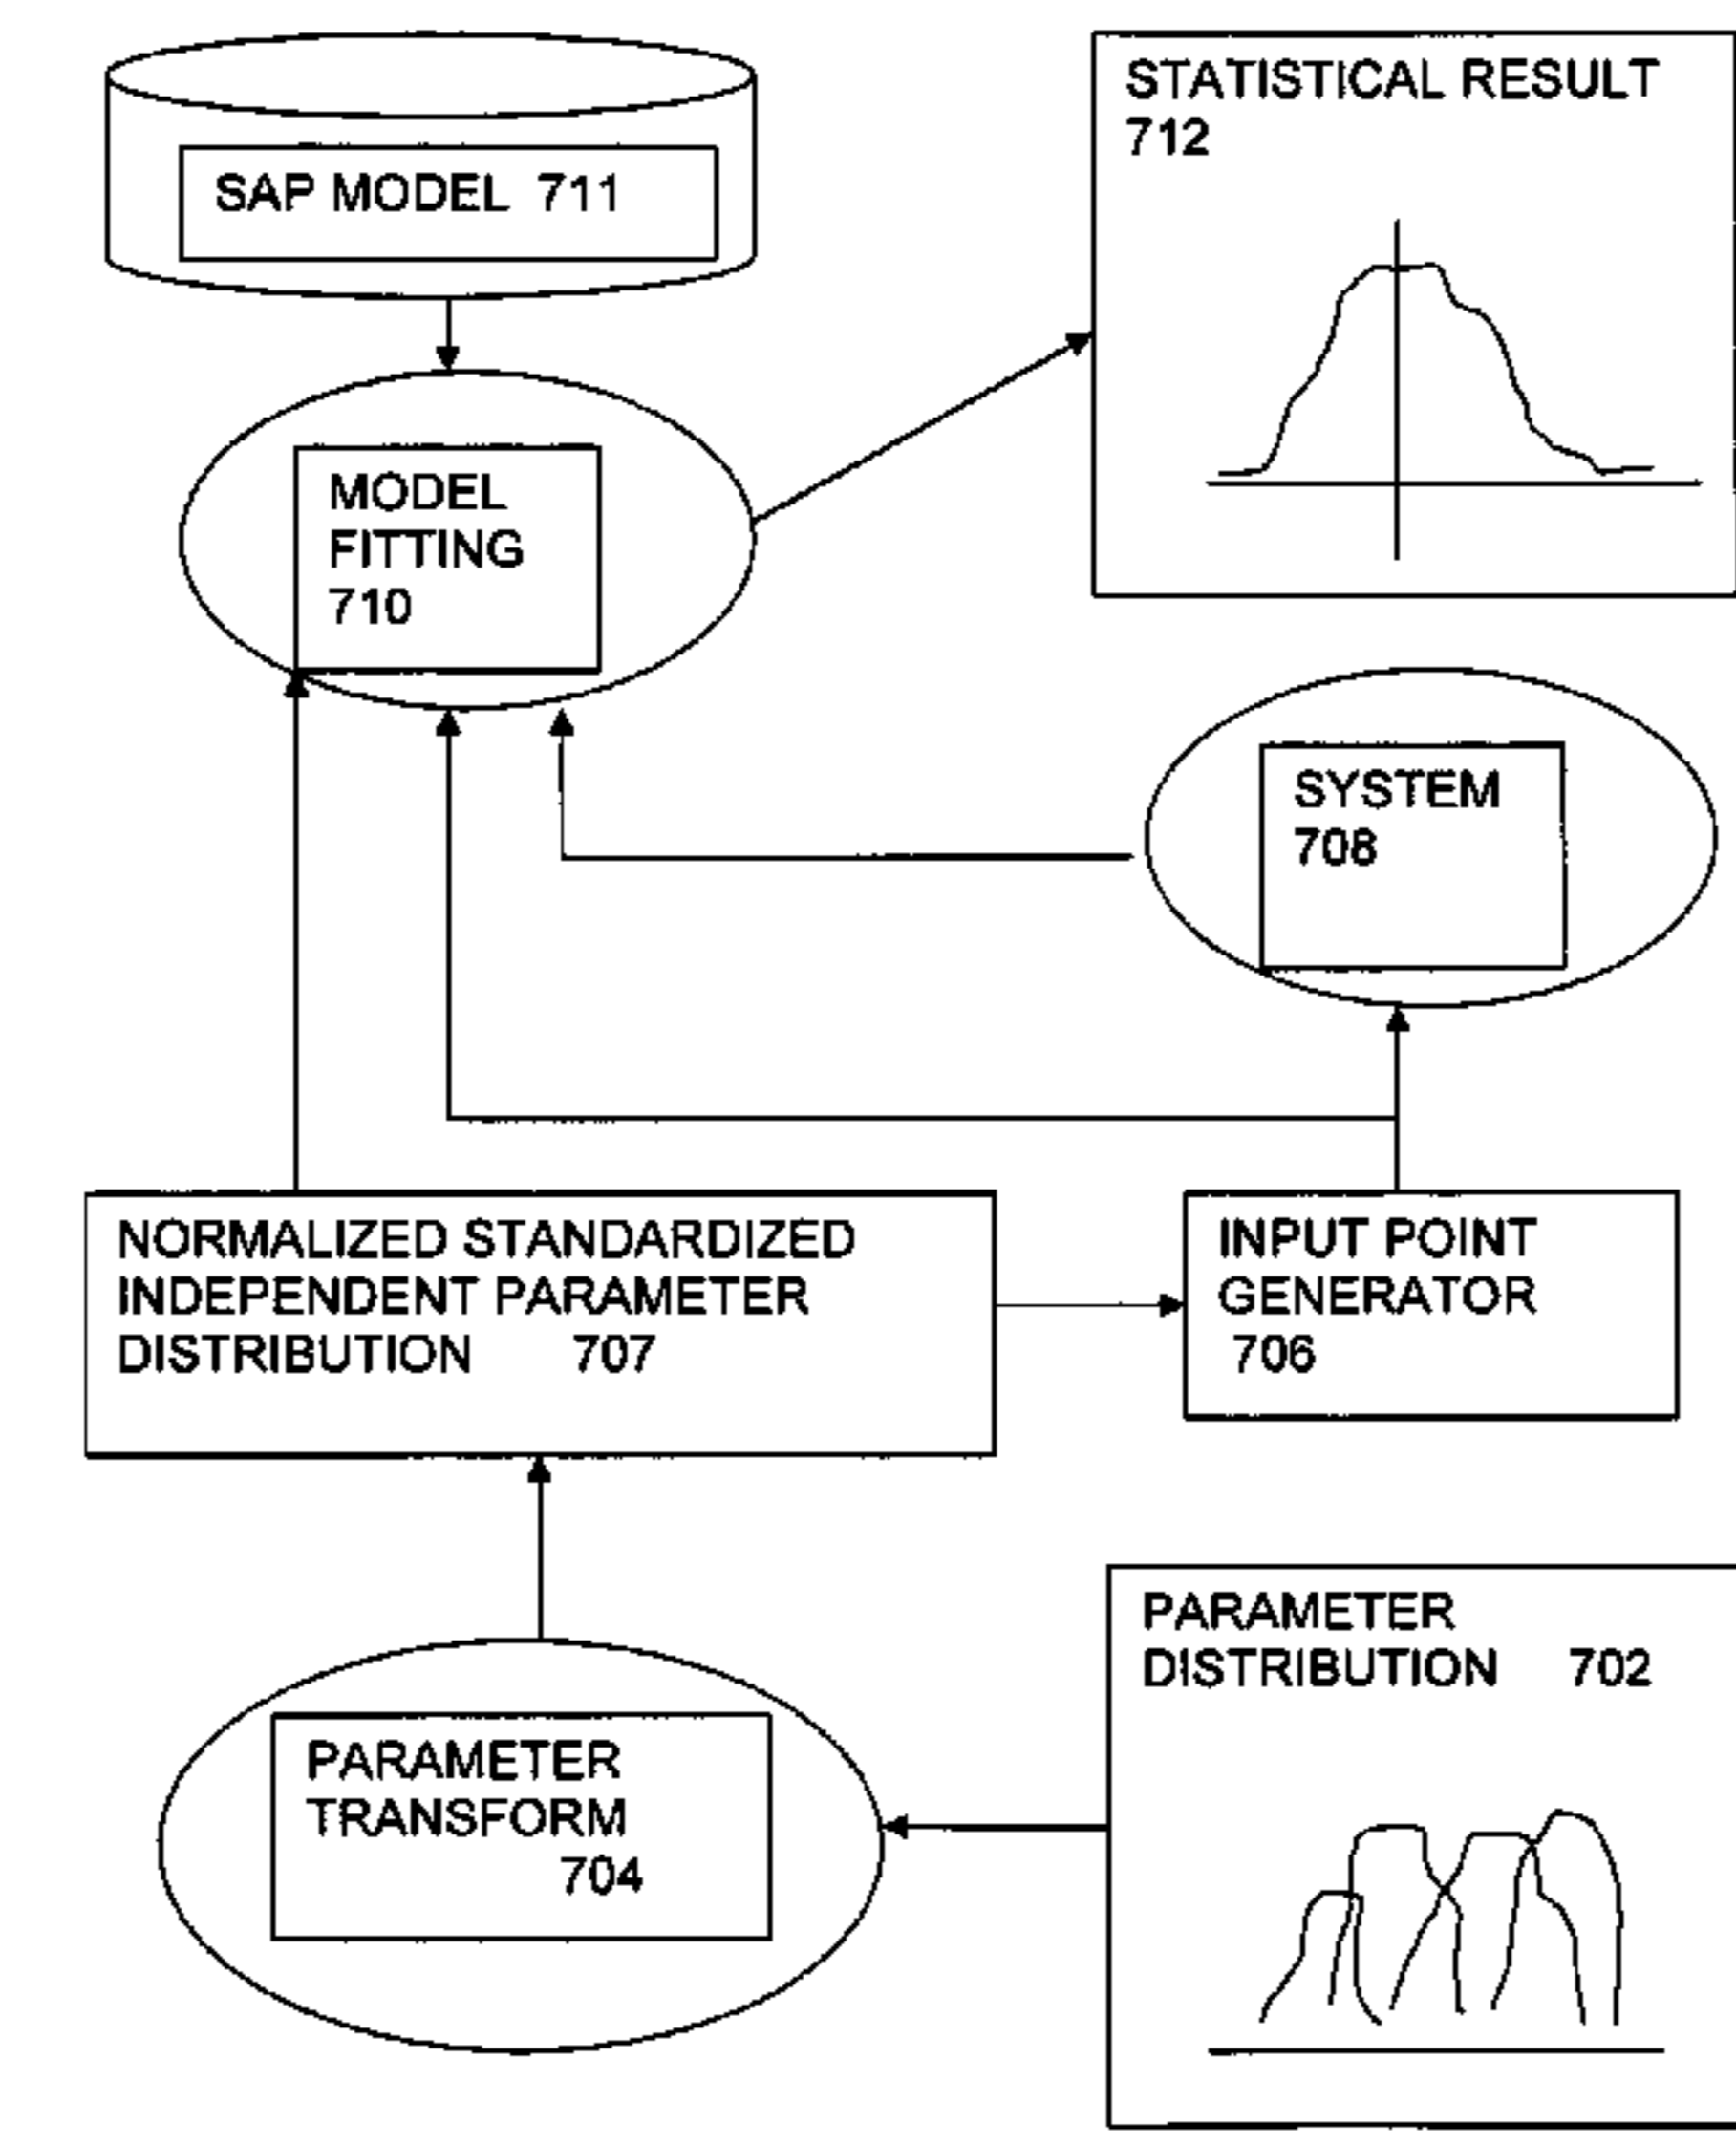 SAP MODEL 711
STATISTICAL RESULT
712
MODEL
FITTING
710
SYSTEM
708
NORMALIZED STANDARDIZED
INDEPENDENT PARAMETER
DISTRIBUTION 707
INPUT POINT
GENERATOR
706
PARAMETER
TRANSFORM
704
PARAMETER
DISTRIBUTION 702